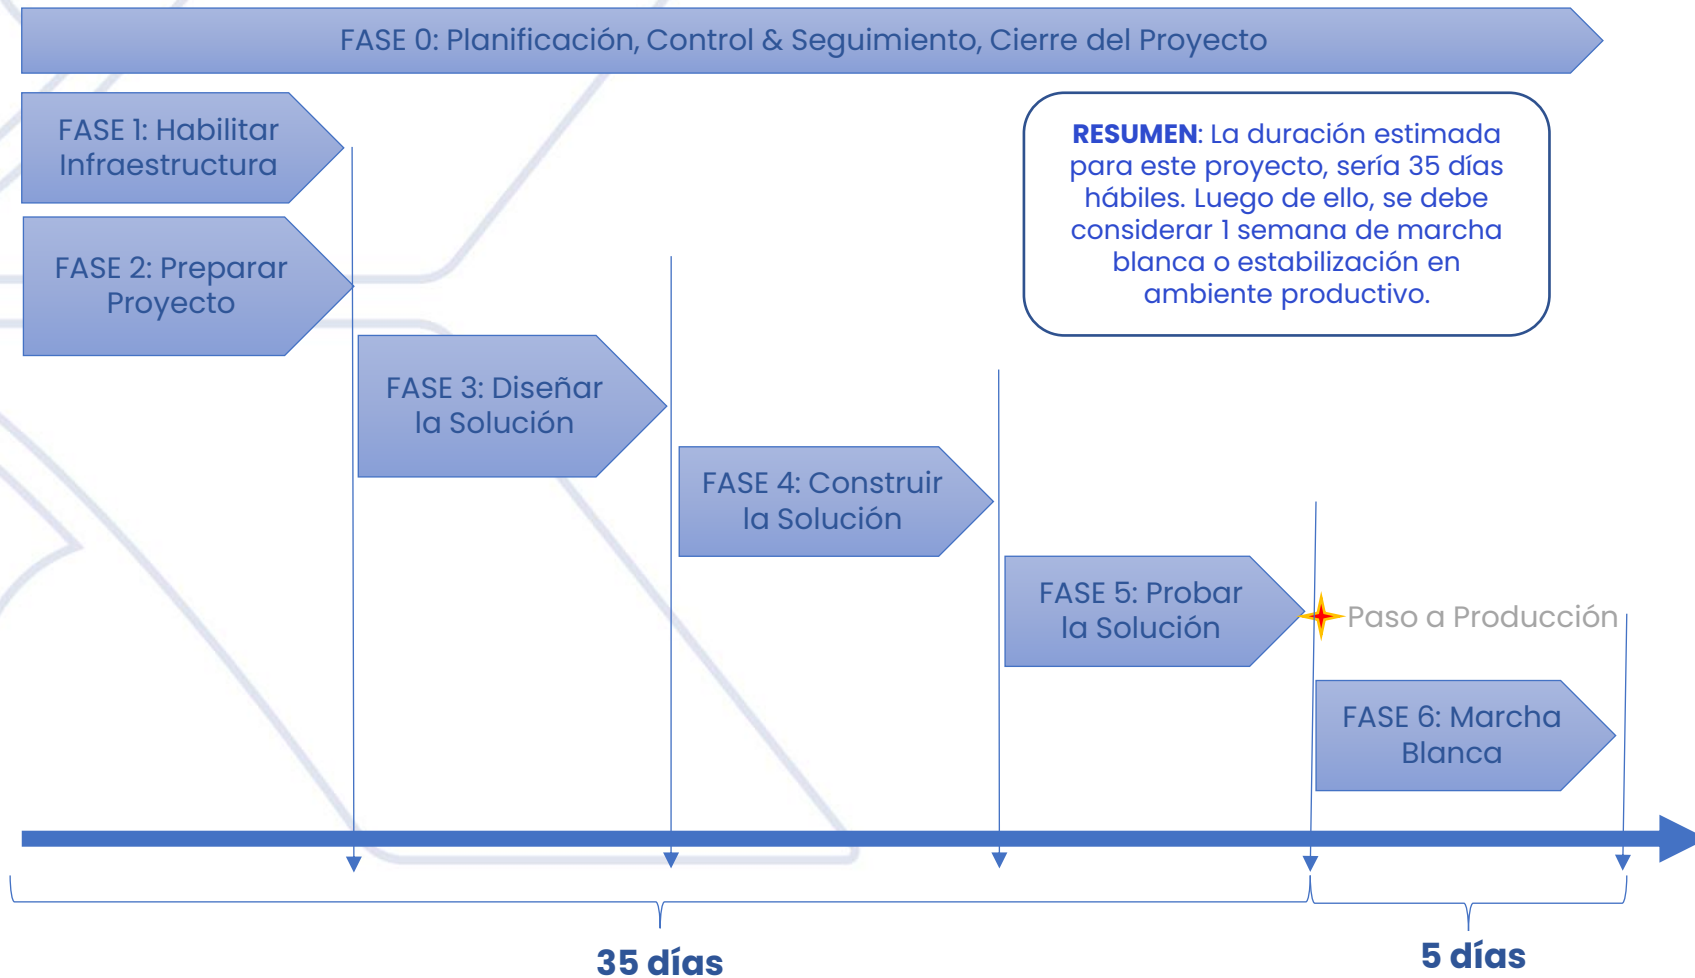 FASE 0: Planificación, Control & Seguimiento, Cierre del Proyecto
FASE 1: Habilitar
Infraestructura
RESUMEN: La duración estimada
para este proyecto, sería 35 días
hábiles. Luego de ello, se debe
considerar 1 semana de marcha
blanca o estabilización en
ambiente productivo.
FASE 2: Preparar
Proyecto
FASE 3: Diseñar
la Solución
FASE 4: Construir
la Solución
FASE 5: Probar
la Solución
Paso a Producción
FASE 6: Marcha
Blanca
35 días
5 días